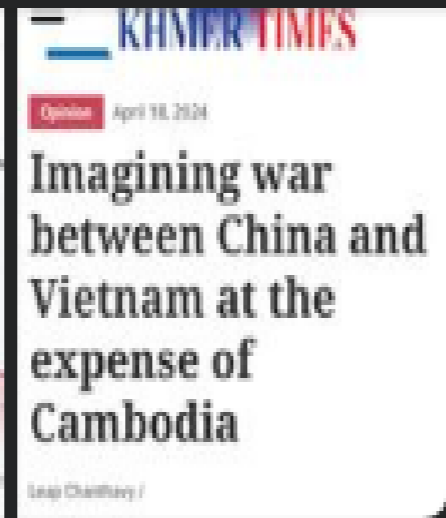 KHMER TIMES
Opinion April 18, 2024
Imagining war
between China and
Vietnam at the
expense of
Cambodia
Leap Chanthavy /